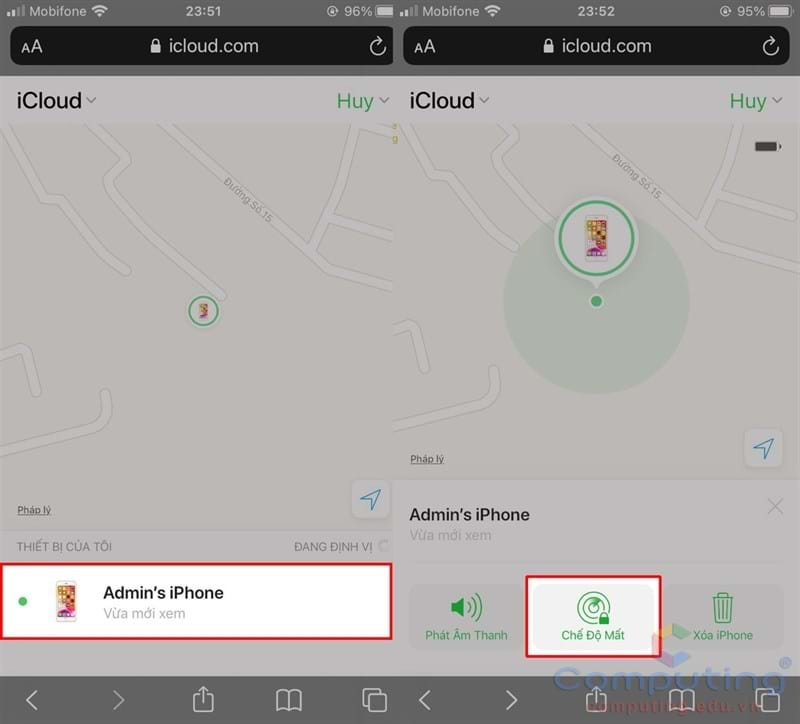 Mobifone 23:51 96%
AA icloud.com
iCloud Huy
Đường Số.15
Pháp lý
THIẾT BỊ CỦA TÔI ĐANG ĐỊNH VỊ
Admin's iPhone
Vừa mới xem
Mobifone 23:52 95%
AA icloud.com
iCloud Huy
Đường Số.15
Pháp lý
Admin's iPhone
Vừa mới xem
Phát Âm Thanh Chế Độ Mất Xóa iPhone
Computing®
computing.edu.vn